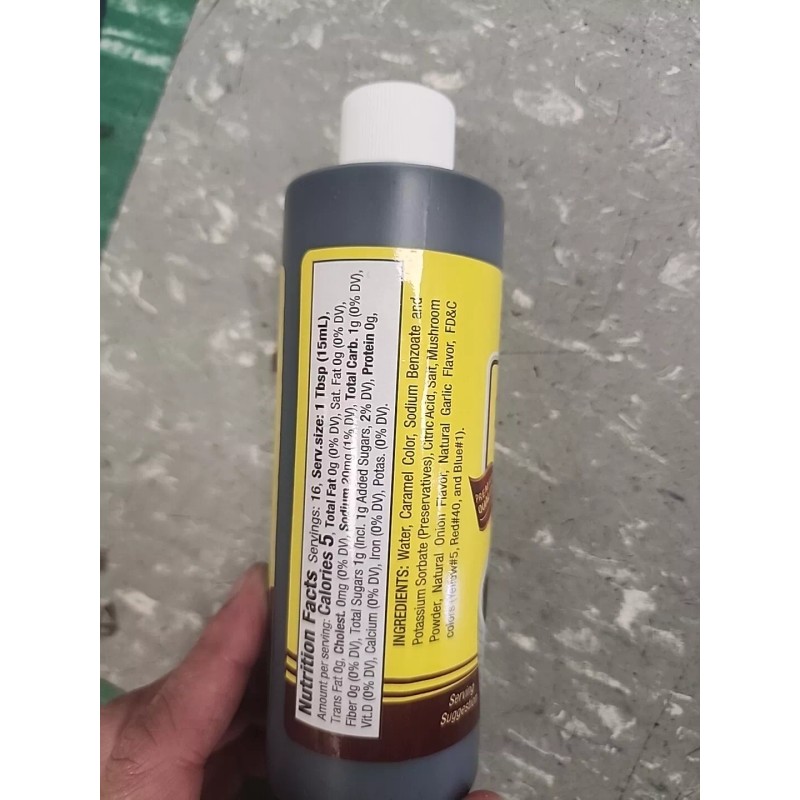 Nutrition Facts Servings: 16, Serv.size: 1 Tbsp (15mL),
Amount per serving: Calories 5, Total Fat 0g (0% DV), Sat. Fat 0g (0% DV),
Trans Fat 0g, Cholest. 0mg (0% DV), Sodium 20mg (1% DV), Total Carb. 1g (0% DV),
Fiber 0g (0% DV), Total Sugars 1g (Incl. 1g Added Sugars, 2% DV), Protein 0g,
Vit.D (0% DV), Calcium (0% DV), Iron (0% DV), Potas. (0% DV).
INGREDIENTS: Water, Caramel Color, Sodium Benzoate and
Potassium Sorbate (Preservatives), Citric Acid, Salt, Mushroom
Powder, Natural Onion Flavor, Natural Garlic Flavor, FD&C
colors (Yellow#5, Red#40, and Blue#1).
Serving
Suggestion